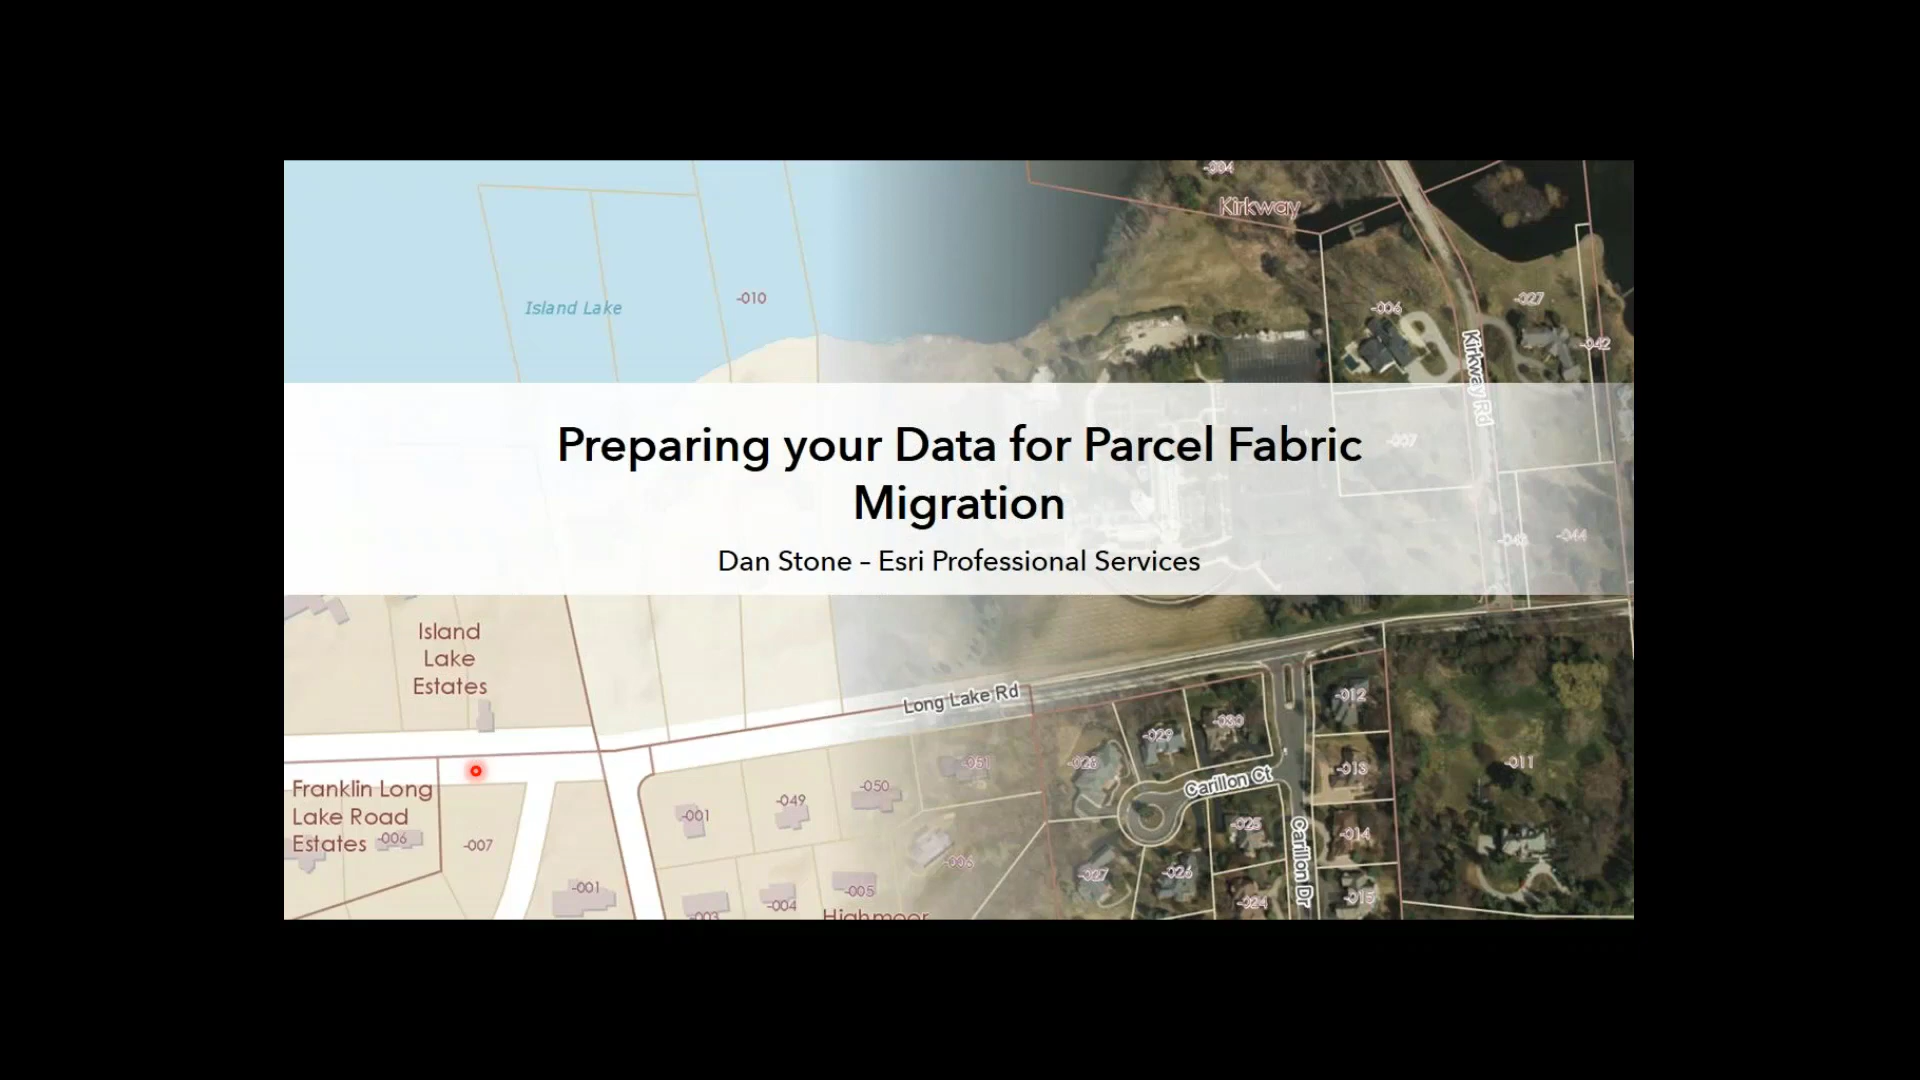 -304
Kirkway
Island Lake
-010
-006
-027
-042
Kirkway Rd
Preparing your Data for Parcel Fabric
Migration
-007
Dan Stone – Esri Professional Services
-044
Island
Lake
Estates
Long Lake Rd
-012
-030
-029
-028
-051
Carillon Ct
-013
-011
Franklin Long
Lake Road
Estates
-006
-007
-001
-049
-050
-025
-014
Carillon Dr
-026
-027
-001
-003
-004
-005
Highmoor
-024
-015